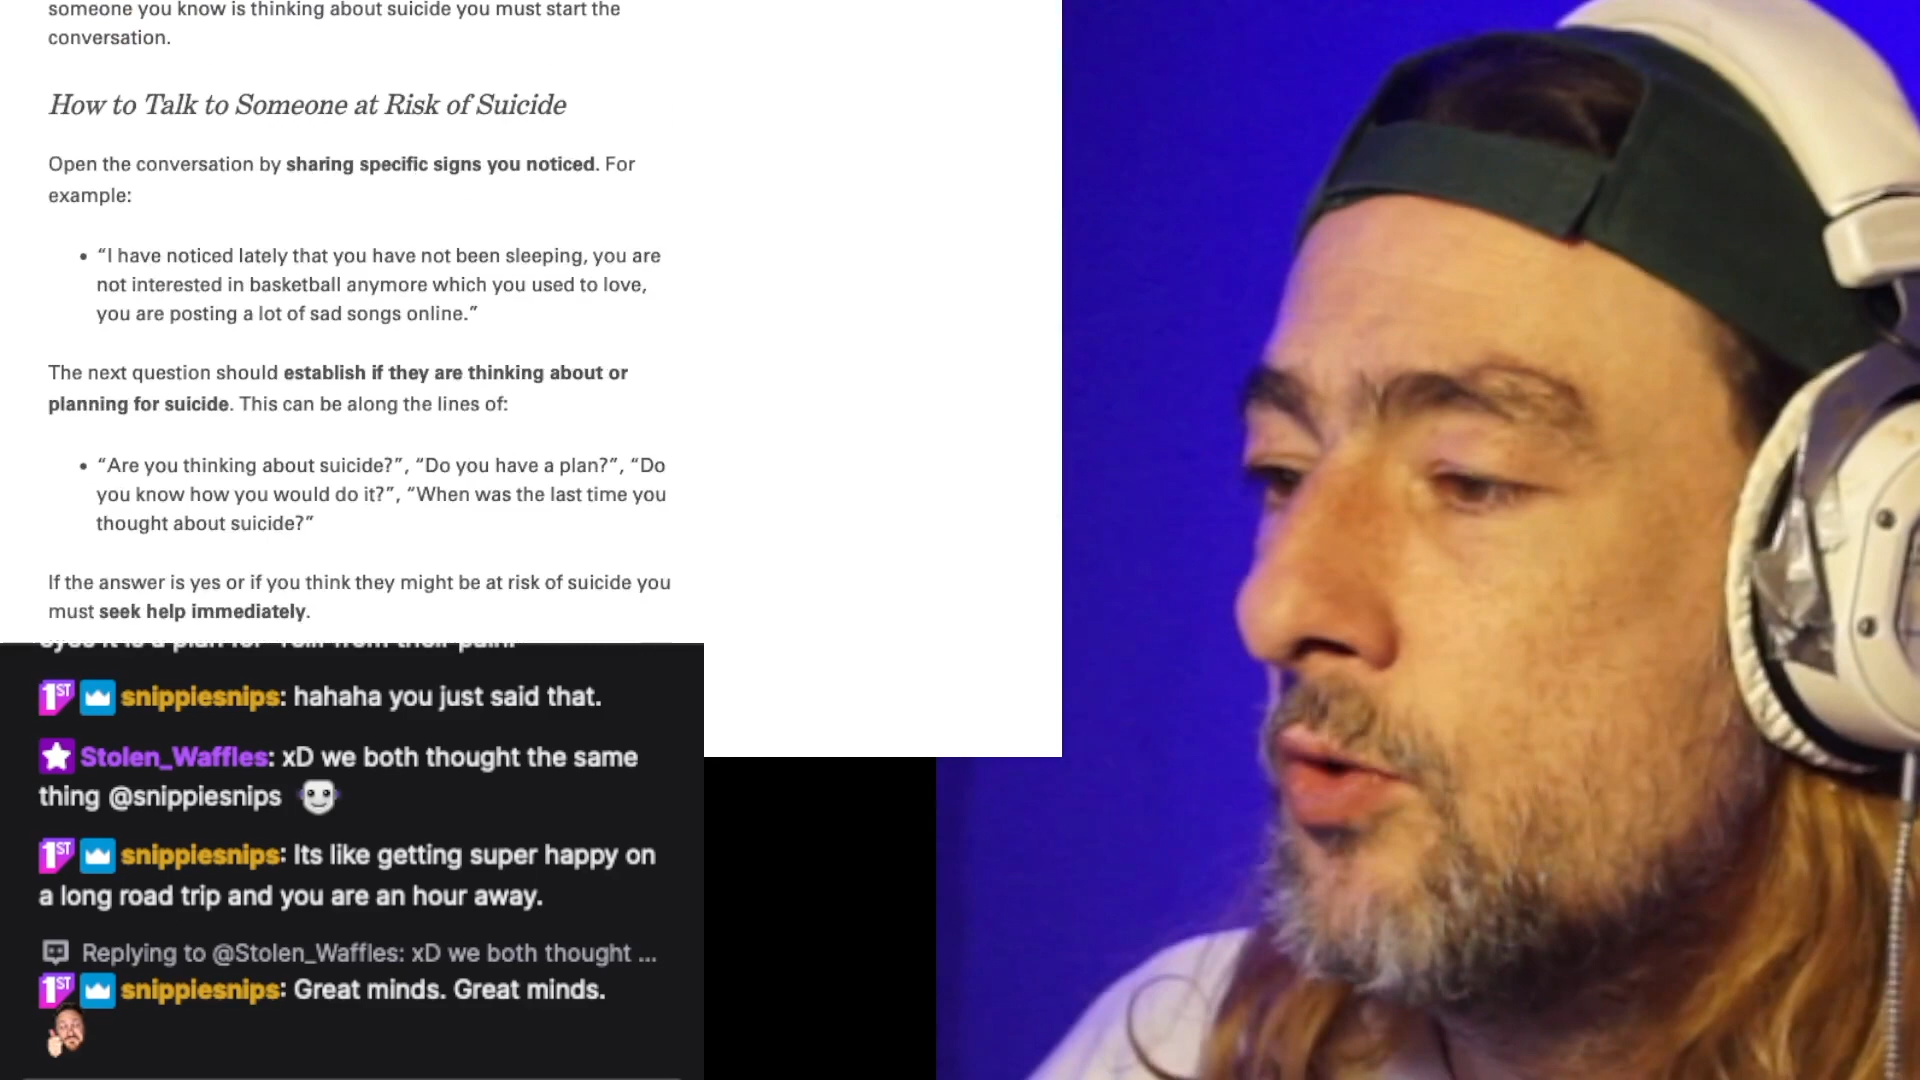 someone you know is thinking about suicide you must start the
conversation.
How to Talk to Someone at Risk of Suicide
Open the conversation by sharing specific signs you noticed. For
example:
• “I have noticed lately that you have not been sleeping, you are
not interested in basketball anymore which you used to love,
you are posting a lot of sad songs online.”
The next question should establish if they are thinking about or
planning for suicide. This can be along the lines of:
• “Are you thinking about suicide?”, “Do you have a plan?”, “Do
you know how you would do it?”, “When was the last time you
thought about suicide?”
If the answer is yes or if you think they might be at risk of suicide you
must seek help immediately.
1ST snippiesnips: hahaha you just said that.
Stolen_Waffles: xD we both thought the same
thing @snippiesnips
1ST snippiesnips: Its like getting super happy on
a long road trip and you are an hour away.
Replying to @Stolen_Waffles: xD we both thought ...
1ST snippiesnips: Great minds. Great minds.